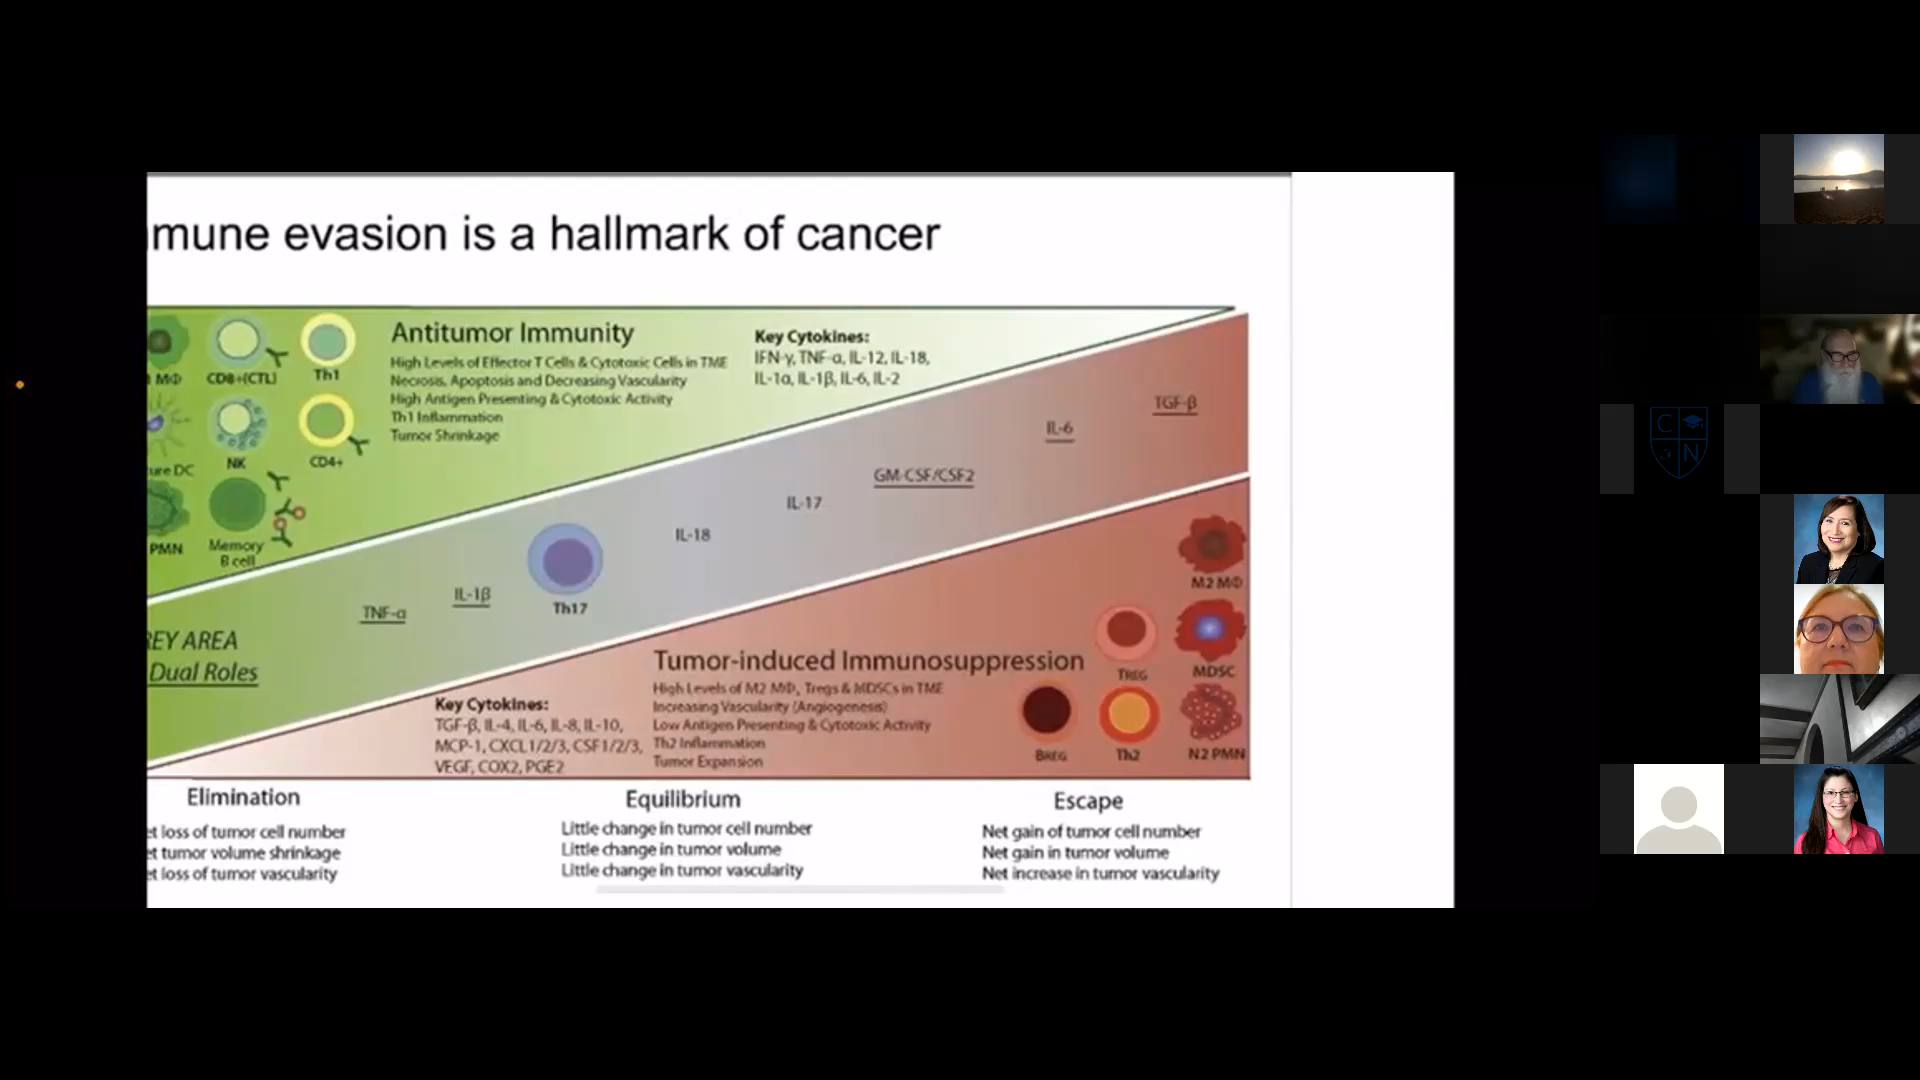 mune evasion is a hallmark of cancer
MΦ
CD8+(CTL)
Th1
ure DC
NK
CD4+
PMN
Memory
B cell
Antitumor Immunity
High Levels of Effector T Cells & Cytotoxic Cells in TME
Necrosis, Apoptosis and Decreasing Vascularity
High Antigen Presenting & Cytotoxic Activity
Th1 Inflammation
Tumor Shrinkage
Key Cytokines:
IFN-γ, TNF-α, IL-12, IL-18,
IL-1α, IL-1β, IL-6, IL-2
EY AREA
Dual Roles
TNF-α
IL-1β
Th17
IL-18
IL-17
GM-CSF/CSF2
IL-6
TGF-β
Key Cytokines:
TGF-β, IL-4, IL-6, IL-8, IL-10,
MCP-1, CXCL1/2/3, CSF1/2/3,
VEGF, COX2, PGE2
Tumor-induced Immunosuppression
High Levels of M2 MΦ, Tregs & MDSCs in TME
Increasing Vascularity (Angiogenesis)
Low Antigen Presenting & Cytotoxic Activity
Th2 Inflammation
Tumor Expansion
M2 MΦ
TREG
MDSC
BREG
Th2
N2 PMN
Elimination
et loss of tumor cell number
et tumor volume shrinkage
et loss of tumor vascularity
Equilibrium
Little change in tumor cell number
Little change in tumor volume
Little change in tumor vascularity
Escape
Net gain of tumor cell number
Net gain in tumor volume
Net increase in tumor vascularity
C
N